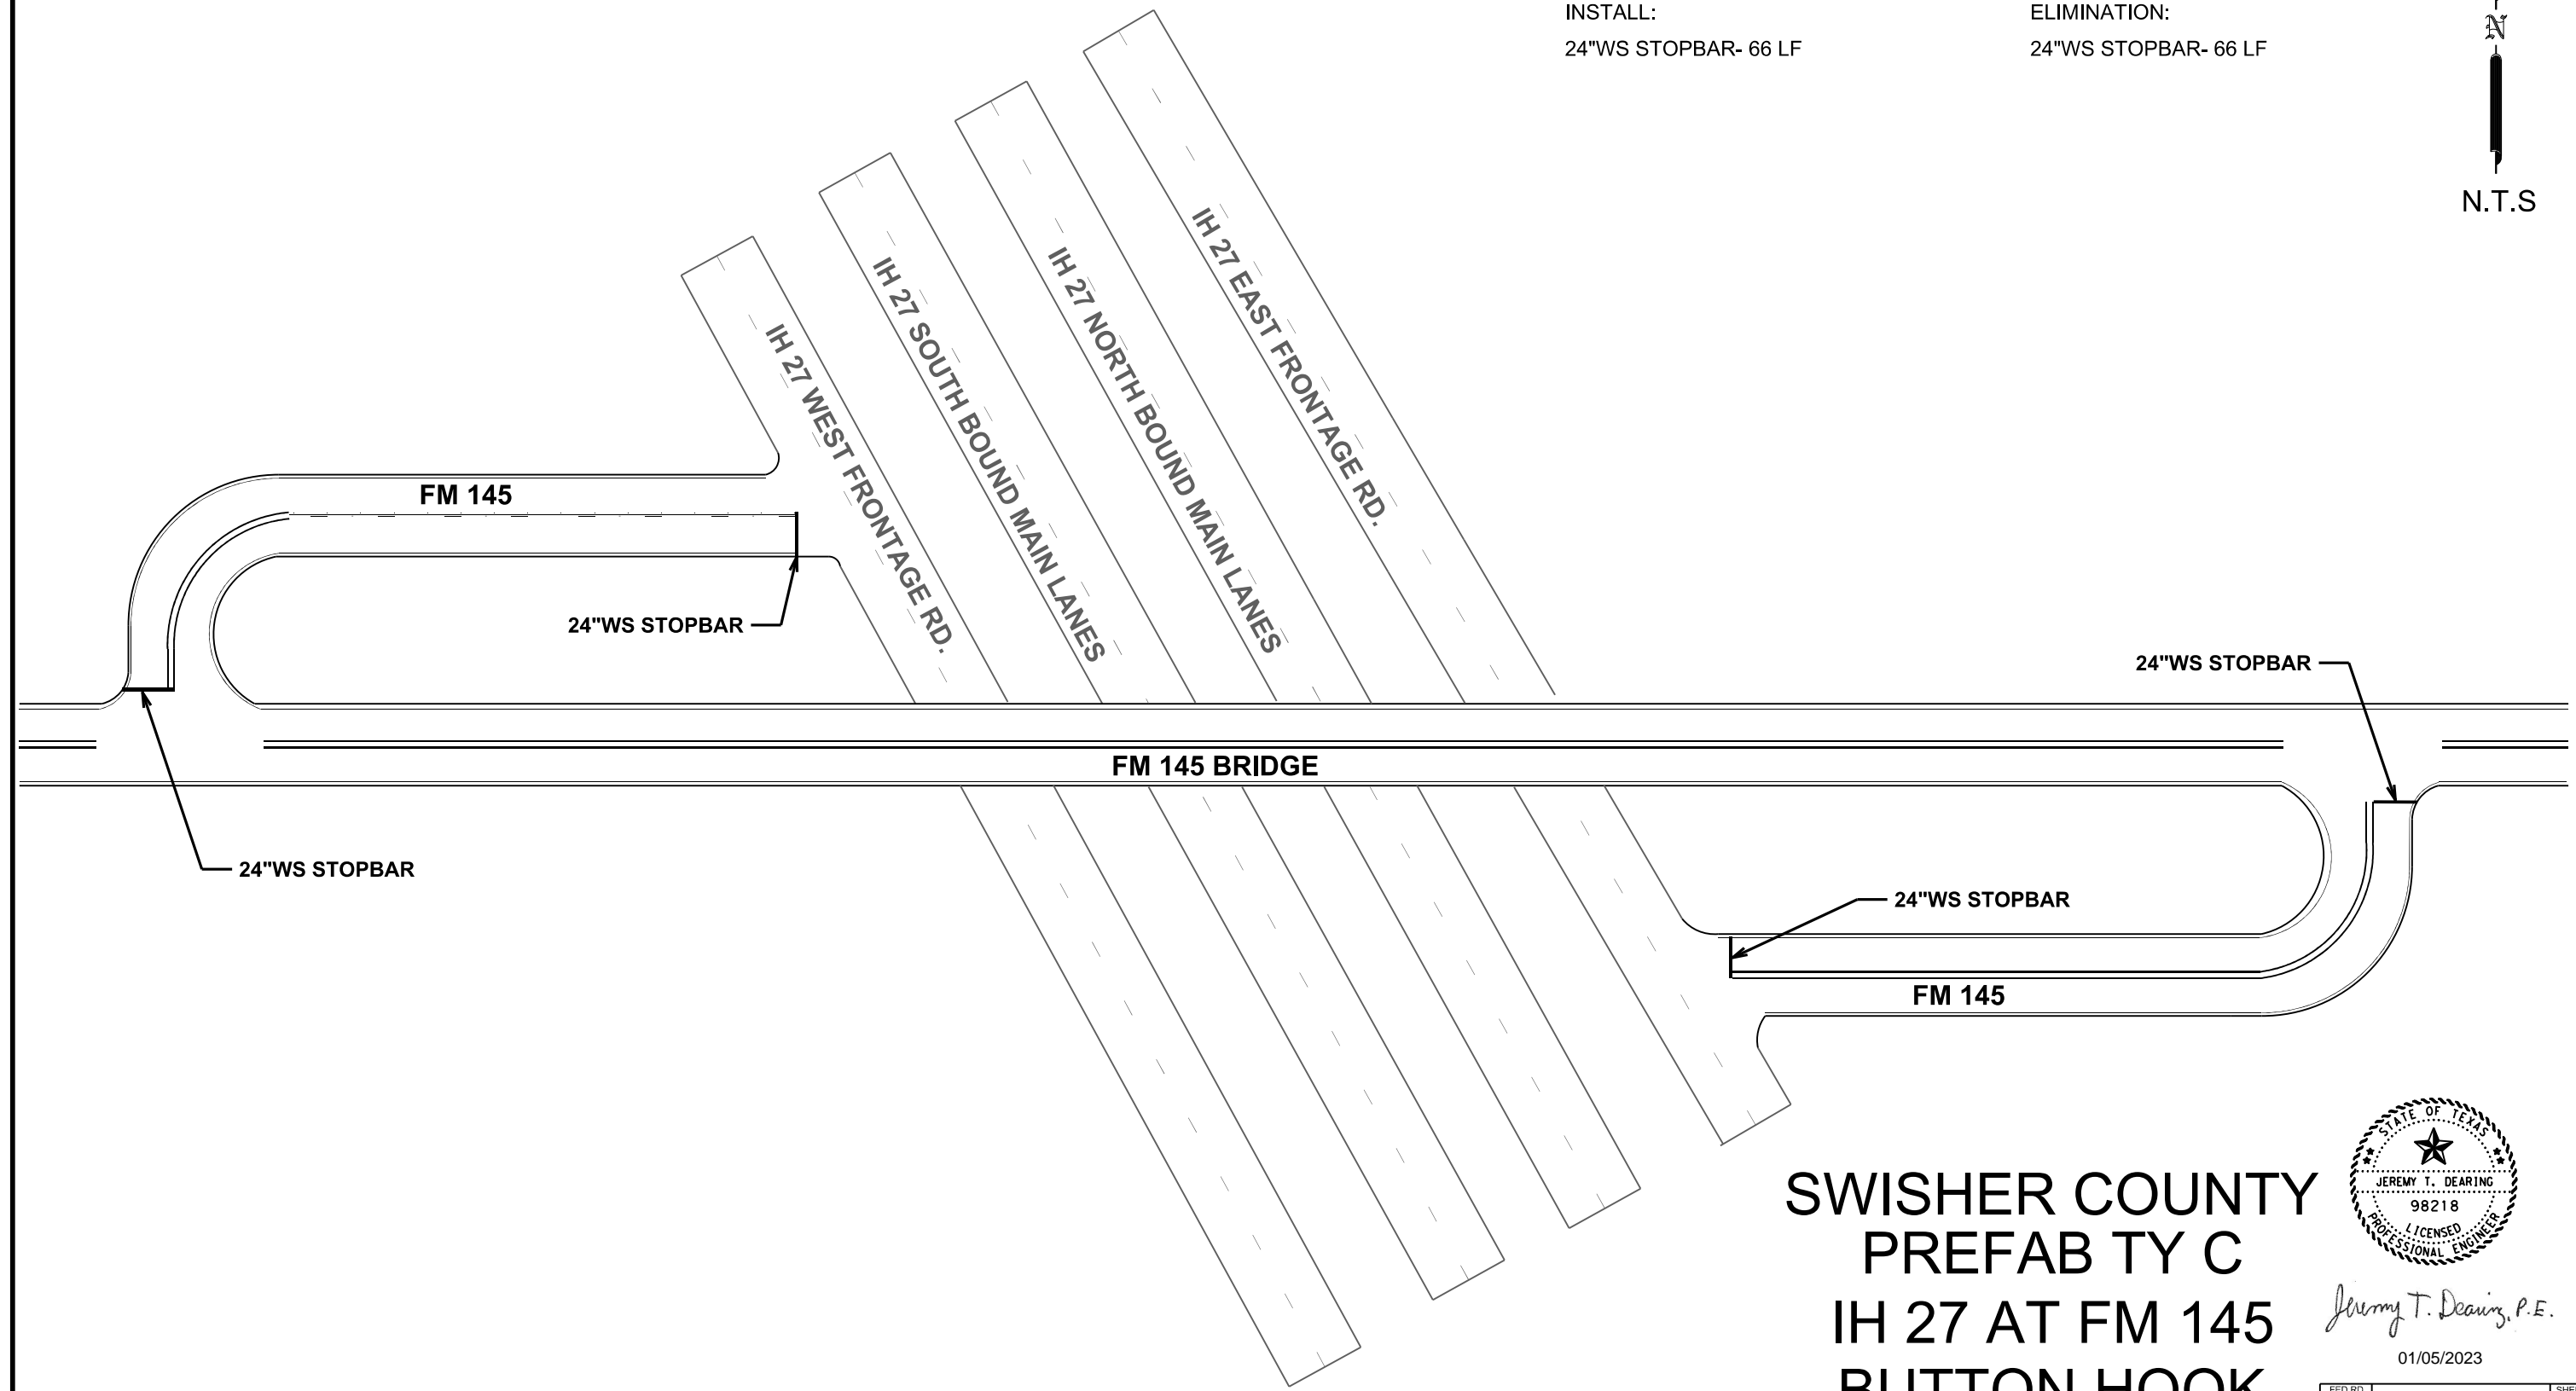 INSTALL:
24"WS STOPBAR- 66 LF
ELIMINATION:
24"WS STOPBAR- 66 LF
N
N.T.S
IH 27 WEST FRONTAGE RD.
IH 27 SOUTH BOUND MAIN LANES
IH 27 NORTH BOUND MAIN LANES
IH 27 EAST FRONTAGE RD.
FM 145
24"WS STOPBAR
24"WS STOPBAR
FM 145 BRIDGE
24"WS STOPBAR
24"WS STOPBAR
FM 145
SWISHER COUNTY
PREFAB TY C
IH 27 AT FM 145
BUTTON HOOK
STATE OF TEXAS
JEREMY T. DEARING
98218
LICENSED
PROFESSIONAL ENGINEER
Jeremy T. Dearing, P.E.
01/05/2023